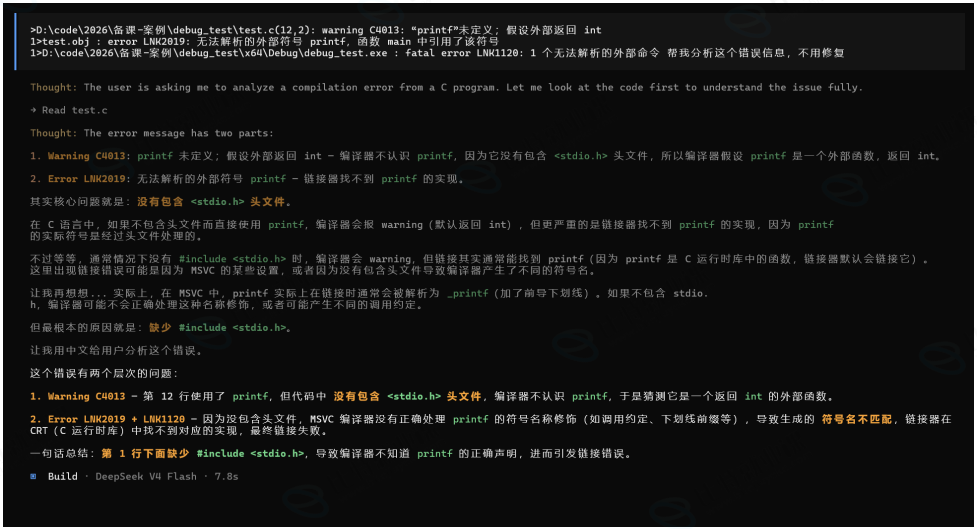 >D:\code\2026\备课-案例\debug_test\test.c(12,2): warning C4013: “printf”未定义；假设外部返回 int
1>test.obj : error LNK2019: 无法解析的外部符号 printf，函数 main 中引用了该符号
1>D:\code\2026\备课-案例\debug_test\x64\Debug\debug_test.exe : fatal error LNK1120: 1 个无法解析的外部命令 帮我分析这个错误信息，不用修复
Thought: The user is asking me to analyze a compilation error from a C program. Let me look at the code first to understand the issue fully.
→ Read test.c
Thought: The error message has two parts:
1. Warning C4013: printf 未定义；假设外部返回 int - 编译器不认识 printf，因为它没有包含 <stdio.h> 头文件，所以编译器假设 printf 是一个外部函数，返回 int。
2. Error LNK2019: 无法解析的外部符号 printf - 链接器找不到 printf 的实现。
其实核心问题就是：没有包含 <stdio.h> 头文件。
在 C 语言中，如果不包含头文件而直接使用 printf，编译器会报 warning（默认返回 int），但更严重的是链接器找不到 printf 的实现，因为 printf
的实际符号是经过头文件处理的。
不过等等，通常情况下没有 #include <stdio.h> 时，编译器会 warning，但链接其实通常能找到 printf（因为 printf 是 C 运行时库中的函数，链接器默认会链接它）。
这里出现链接错误可能是因为 MSVC 的某些设置，或者因为没有包含头文件导致编译器产生了不同的符号名。
让我再想想... 实际上，在 MSVC 中，printf 实际上在链接时通常会被解析为 _printf（加了前导下划线）。如果不包含 stdio.
h，编译器可能不会正确处理这种名称修饰，或者可能产生不同的调用约定。
但最根本的原因就是：缺少 #include <stdio.h>。
让我用中文给用户分析这个错误。
这个错误有两个层次的问题：
1. Warning C4013 - 第 12 行使用了 printf，但代码中 没有包含 <stdio.h> 头文件，编译器不认识 printf，于是猜测它是一个返回 int 的外部函数。
2. Error LNK2019 + LNK1120 - 因为没包含头文件，MSVC 编译器没有正确处理 printf 的符号名称修饰（如调用约定、下划线前缀等），导致生成的 符号名不匹配，链接器在
CRT（C 运行时库）中找不到对应的实现，最终链接失败。
一句话总结：第 1 行下面缺少 #include <stdio.h>，导致编译器不知道 printf 的正确声明，进而引发链接错误。
▣ Build · DeepSeek V4 Flash · 7.8s